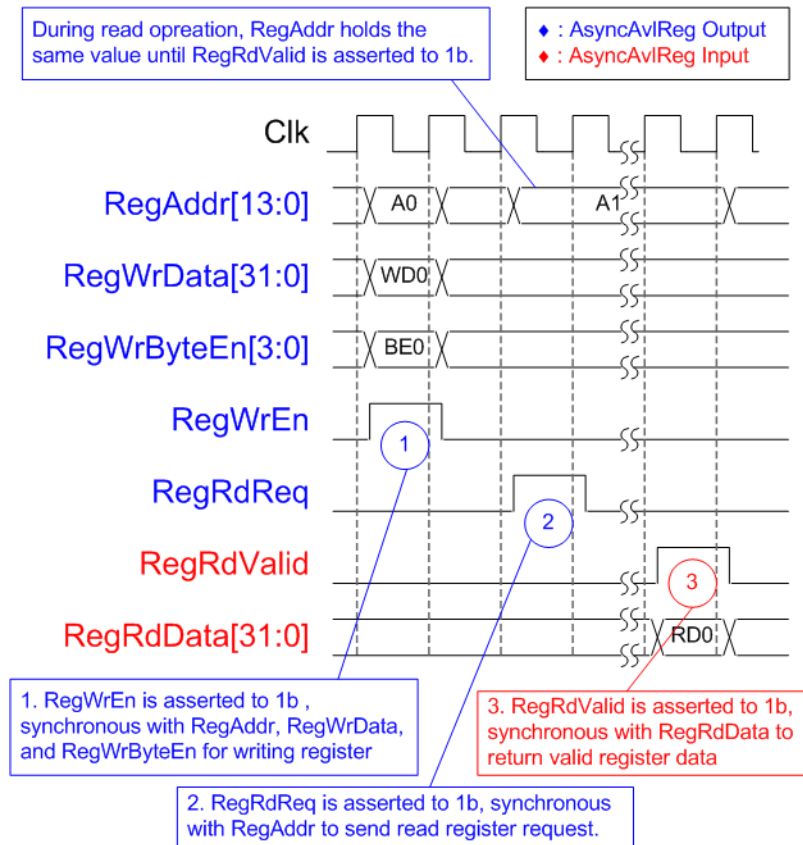 During read opreation, RegAddr holds the
same value until RegRdValid is asserted to 1b.
♦ : AsyncAvlReg Output
♦ : AsyncAvlReg Input
Clk
RegAddr[13:0]
A0
A1
RegWrData[31:0]
WD0
RegWrByteEn[3:0]
BE0
RegWrEn
1
RegRdReq
2
RegRdValid
3
RegRdData[31:0]
RD0
1. RegWrEn is asserted to 1b ,
synchronous with RegAddr, RegWrData,
and RegWrByteEn for writing register
3. RegRdValid is asserted to 1b,
synchronous with RegRdData to
return valid register data
2. RegRdReq is asserted to 1b, synchronous
with RegAddr to send read register request.